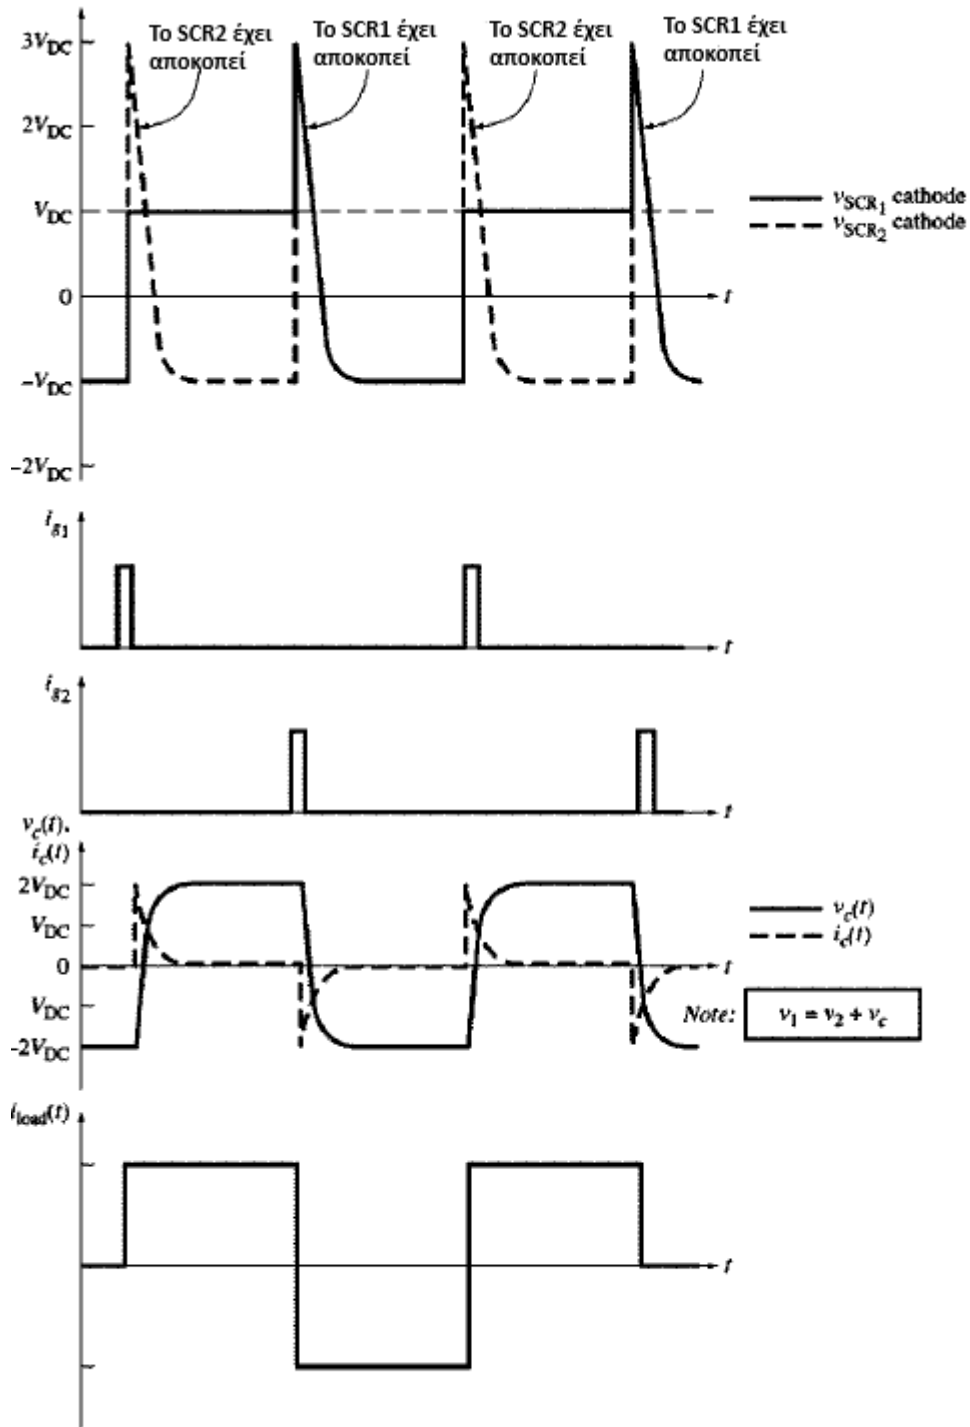 3V_DC
Το SCR2 έχει
αποκοπεί
Το SCR1 έχει
αποκοπεί
Το SCR2 έχει
αποκοπεί
Το SCR1 έχει
αποκοπεί
2V_DC
V_DC
v_SCR1 cathode
v_SCR2 cathode
0
t
–V_DC
–2V_DC
i_g1
t
i_g2
t
v_c(t),
i_c(t)
2V_DC
V_DC
0
t
V_DC
–2V_DC
v_c(t)
i_c(t)
Note:
v_1 = v_2 + v_c
i_load(t)
t